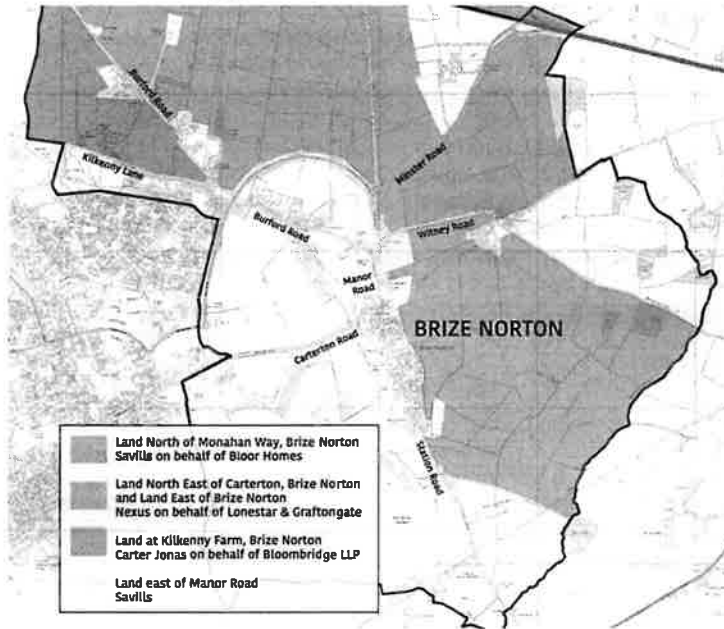 Burford Road
Kilkenny Lane
Minster Road
Burford Road
Witney Road
Manor
Road
BRIZE NORTON
Carterton Road
Station Road
Land North of Monahan Way, Brize Norton
Savills on behalf of Bloor Homes
Land North East of Carterton, Brize Norton
and Land East of Brize Norton
Nexus on behalf of Lonestar & Graftongate
Land at Kilkenny Farm, Brize Norton
Carter Jonas on behalf of Bloombridge LLP
Land east of Manor Road
Savills